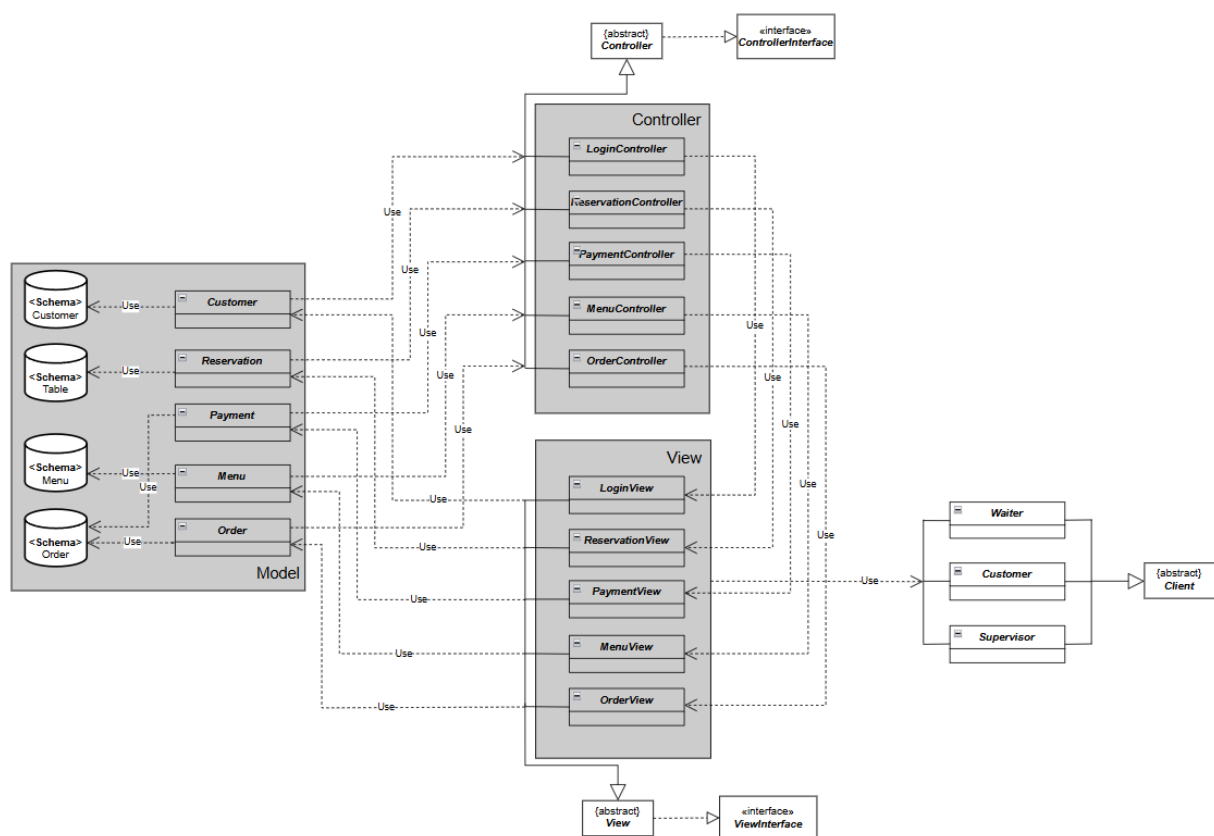 {abstract}
Controller
«interface»
ControllerInterface
Controller
LoginController
ReservationController
PaymentController
MenuController
OrderController
Use
Use
Use
Use
Use
Use
Use
Use
Use
Use
<Schema>
Customer
Use
Customer
<Schema>
Table
Use
Reservation
Payment
<Schema>
Menu
Use
Use
Menu
<Schema>
Order
Use
Order
Model
View
LoginView
ReservationView
PaymentView
MenuView
OrderView
Use
Use
Use
Use
Use
Use
Waiter
Customer
Supervisor
{abstract}
Client
{abstract}
View
«interface»
ViewInterface